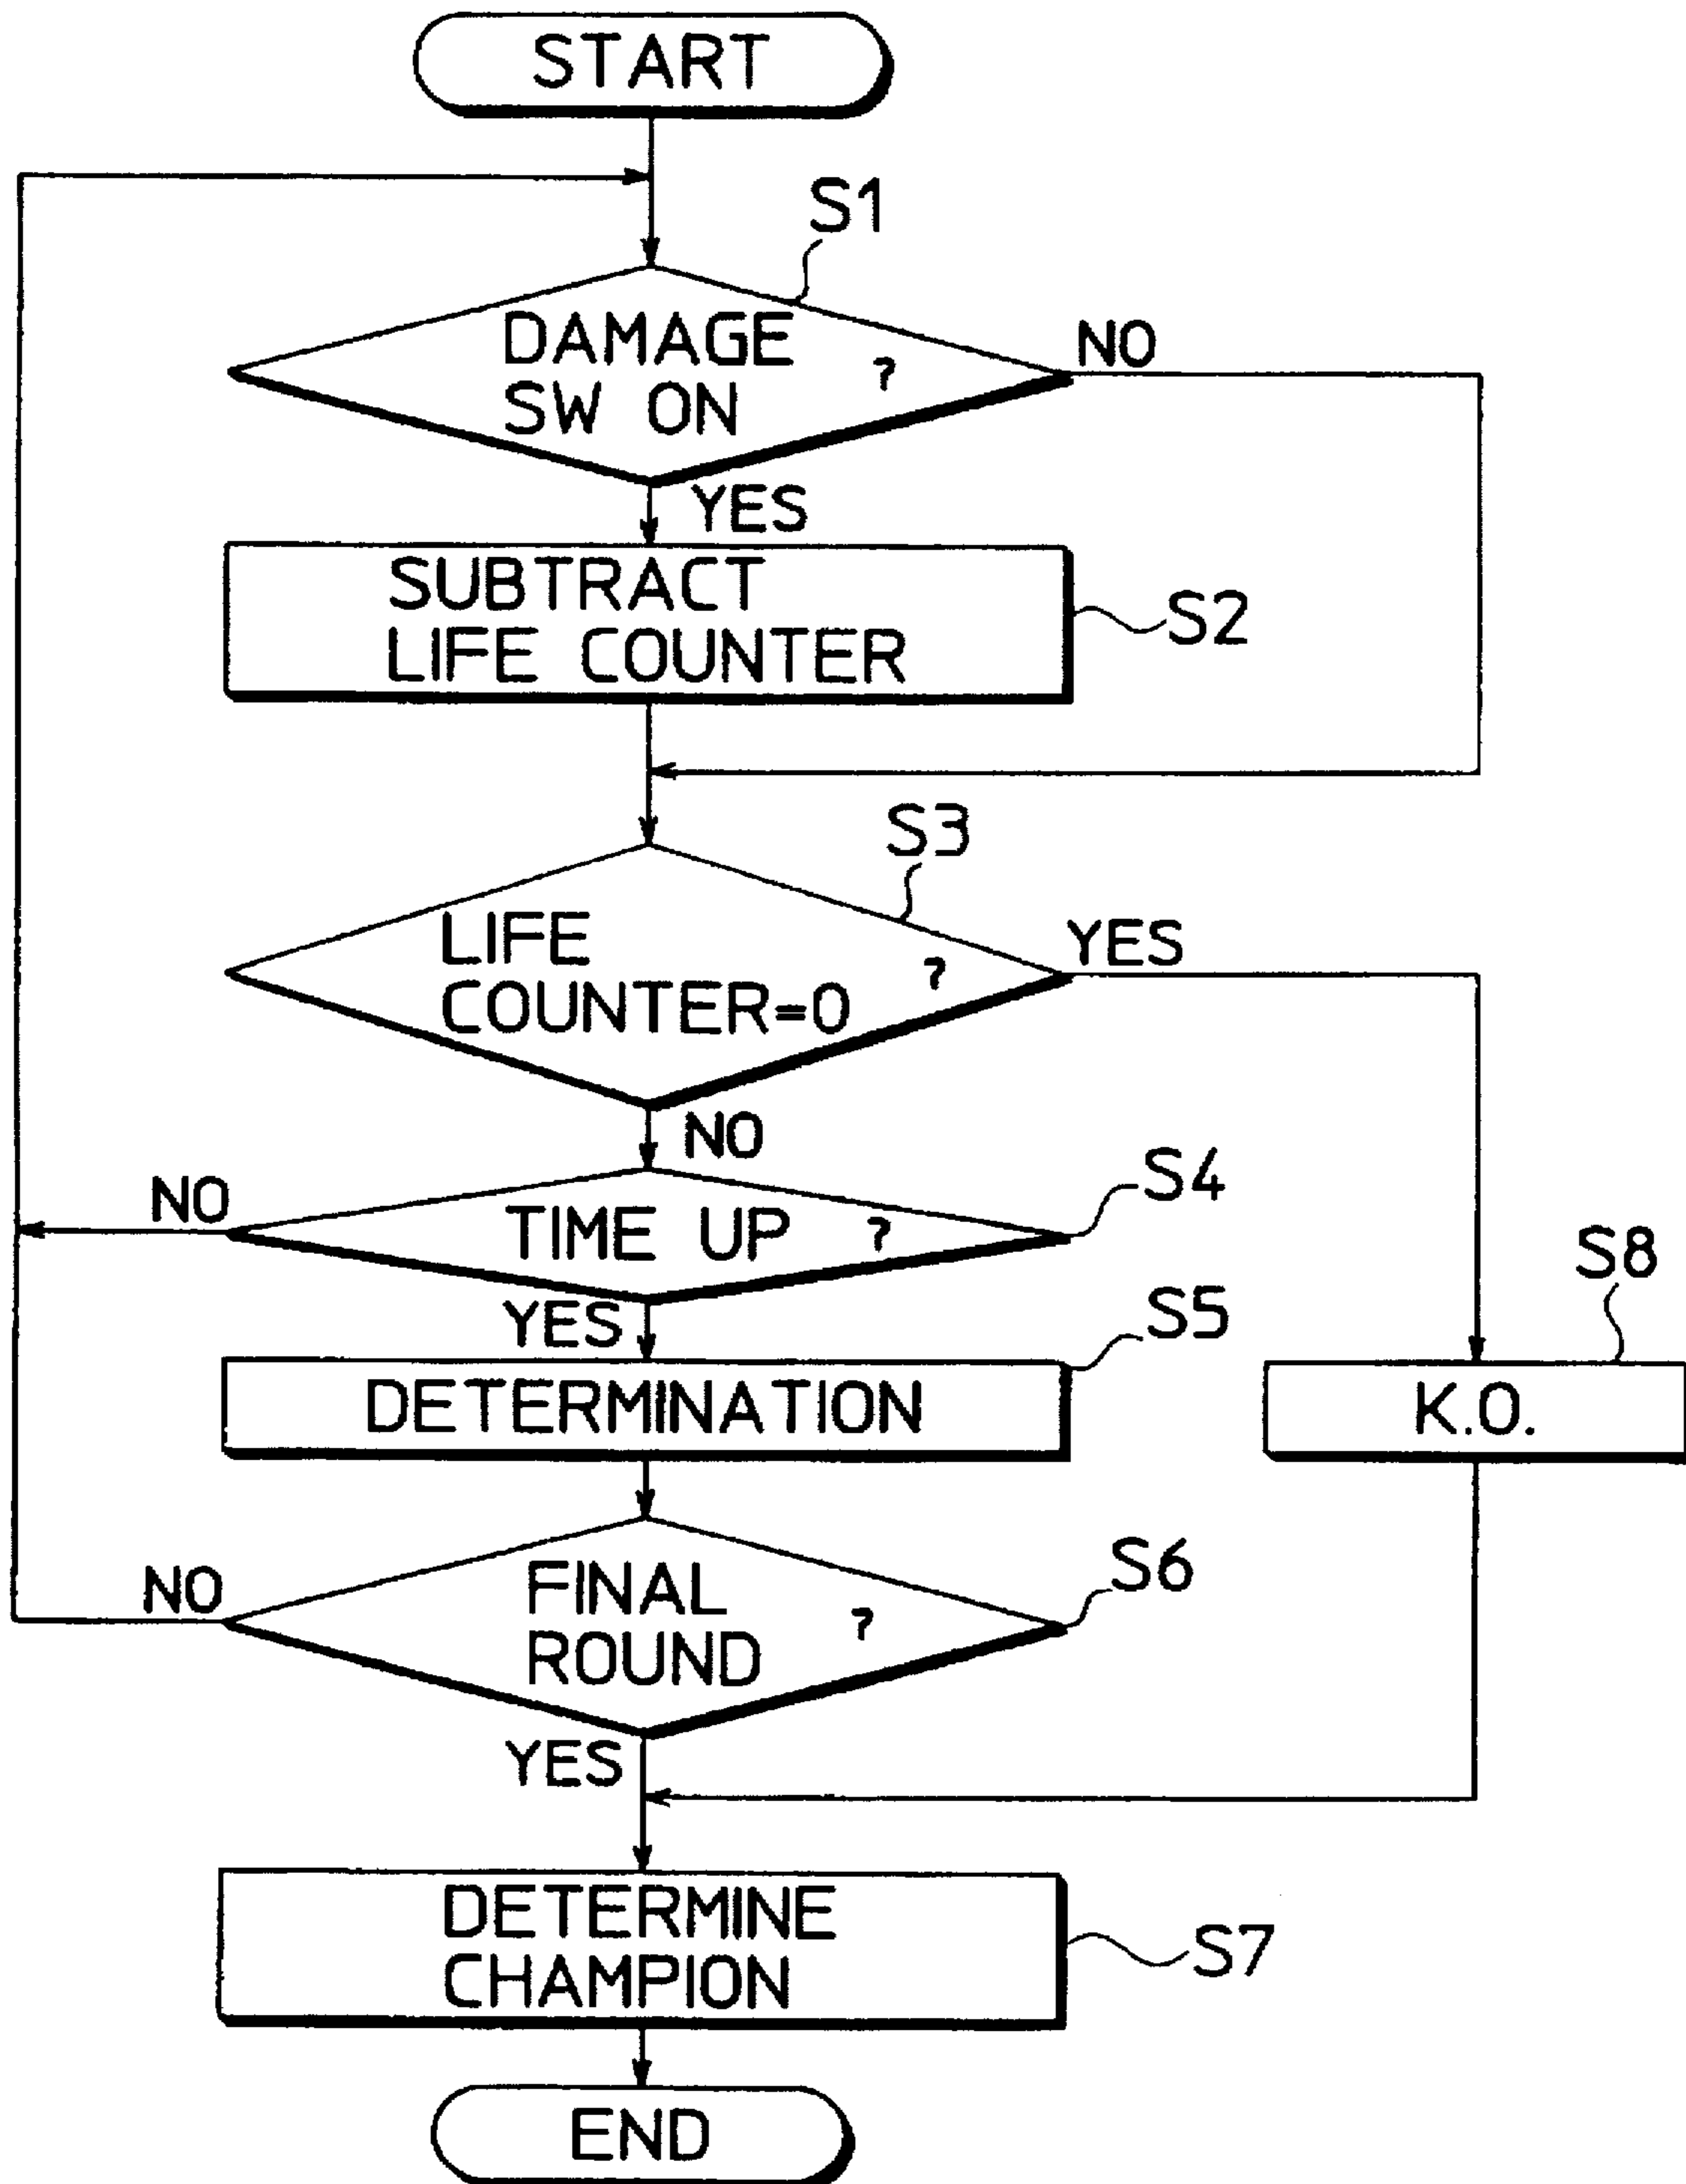 START
S1
DAMAGE
SW ON ?
NO
YES
SUBTRACT
LIFE COUNTER
S2
S3
LIFE
COUNTER=0 ?
YES
NO
S4
NO
TIME UP ?
S8
YES
S5
DETERMINATION
K.O.
S6
NO
FINAL
ROUND ?
YES
DETERMINE
CHAMPION
S7
END